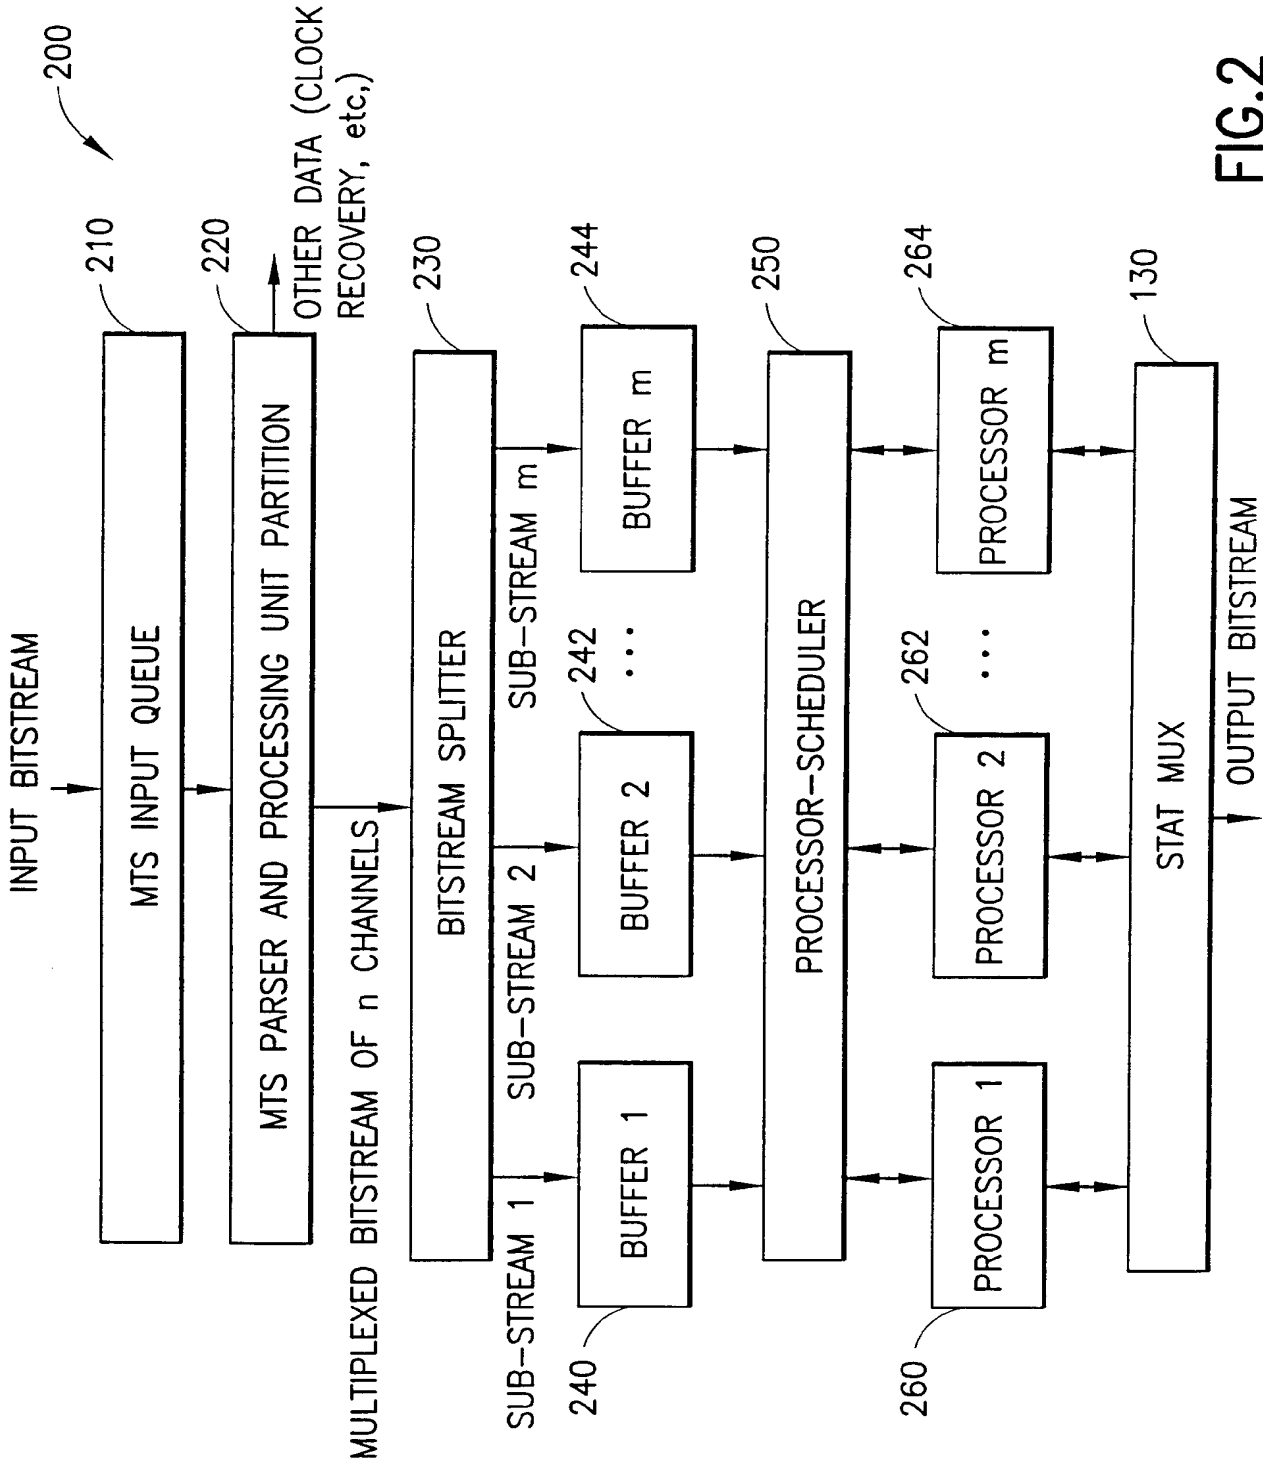 200
INPUT BITSTREAM
210
MTS INPUT QUEUE
220
MTS PARSER AND PROCESSING UNIT PARTITION
OTHER DATA (CLOCK
RECOVERY, etc,)
MULTIPLEXED BITSTREAM OF n CHANNELS
230
BITSTREAM SPLITTER
SUB-STREAM 1
SUB-STREAM 2
SUB-STREAM m
240
BUFFER 1
242
BUFFER 2
...
244
BUFFER m
250
PROCESSOR-SCHEDULER
260
PROCESSOR 1
262
PROCESSOR 2
...
264
PROCESSOR m
130
STAT MUX
OUTPUT BITSTREAM
FIG.2